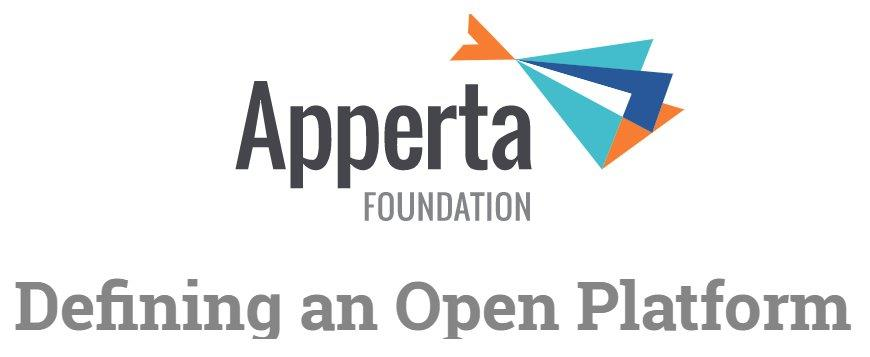 Apperta
FOUNDATION
Defining an Open Platform